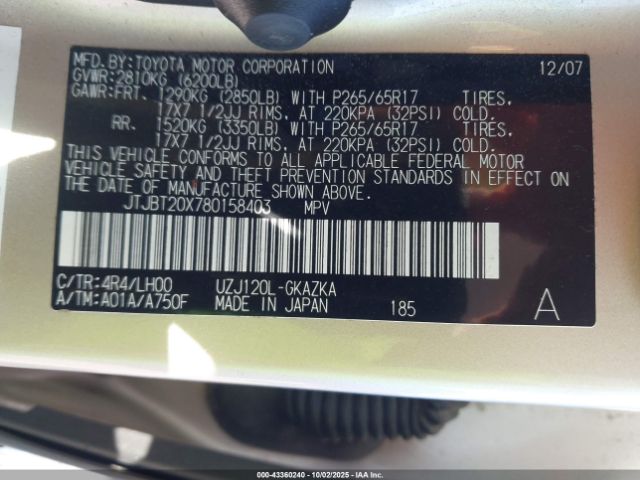 MFD.BY:TOYOTA MOTOR CORPORATION 12/07
GVWR:2810KG (6200LB)
GAWR:FRT. 1290KG (2850LB) WITH P265/65R17 TIRES,
17X7 1/2JJ RIMS, AT 220KPA (32PSI) COLD.
RR. 1520KG (3350LB) WITH P265/65R17 TIRES,
17X7 1/2JJ RIMS, AT 220KPA (32PSI) COLD.
THIS VEHICLE CONFORMS TO ALL APPLICABLE FEDERAL MOTOR
VEHICLE SAFETY AND THEFT PREVENTION STANDARDS IN EFFECT ON
THE DATE OF MANUFACTURE SHOWN ABOVE.
JTJBT20X780158403 MPV
C/TR:4R4/LH00 UZJ120L-GKAZKA
A/TM:A01A/A750F MADE IN JAPAN 185 A
000-43360240 - 10/02/2025 - IAAI.com